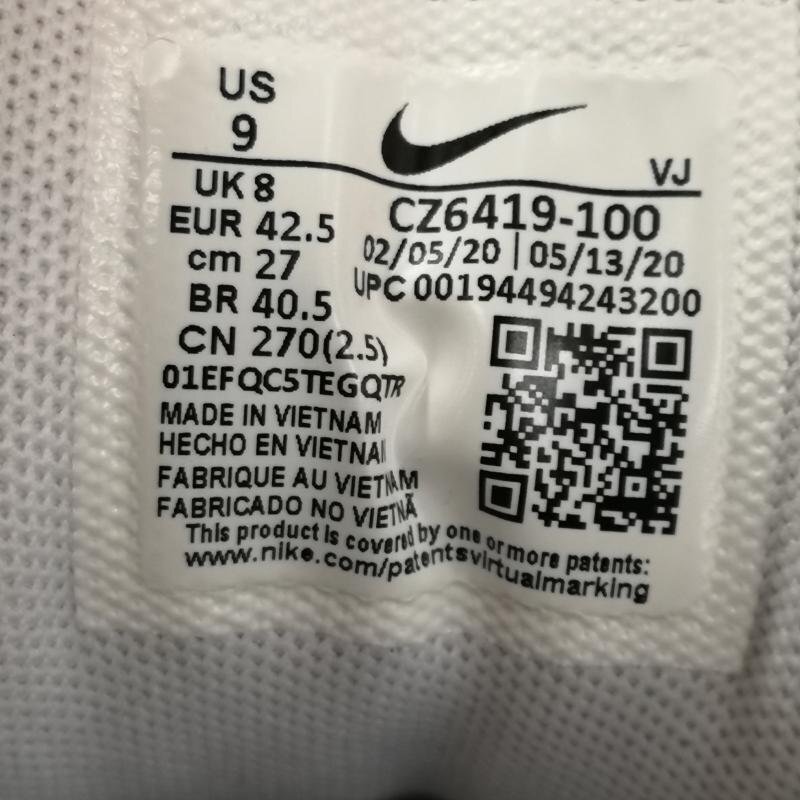 US
9
VJ
UK 8
EUR 42.5
cm 27
BR 40.5
CN 270(2.5)
CZ6419-100
02/05/20 | 05/13/20
UPC 00194494243200
01EFQC5TEGQTR
MADE IN VIETNAM
HECHO EN VIETNAM
FABRIQUE AU VIETNAM
FABRICADO NO VIETNÃ
This product is covered by one or more patents:
www.nike.com/patentsvirtualmarking